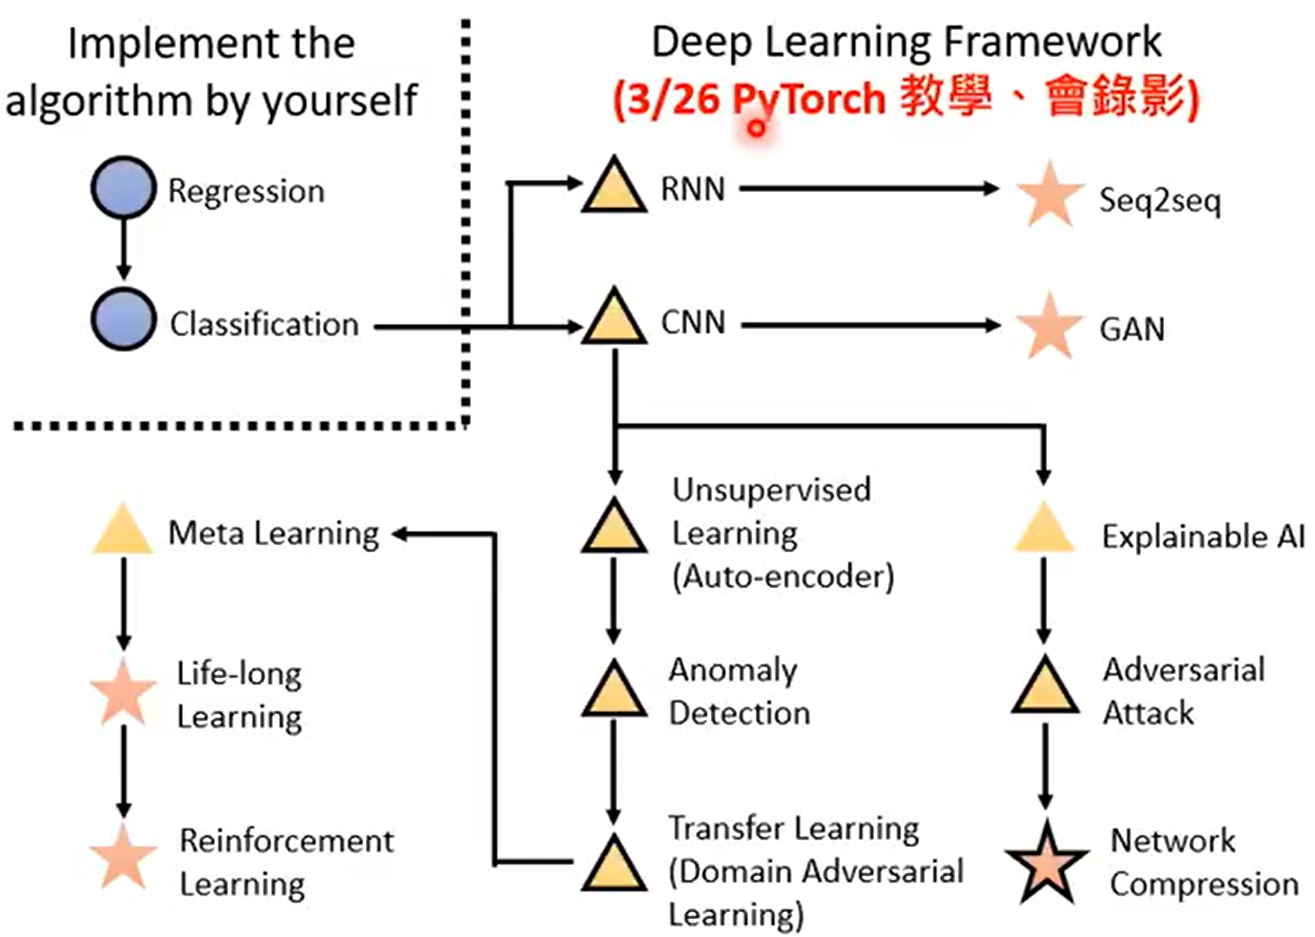 Implement the
algorithm by yourself
Deep Learning Framework
(3/26 PyTorch 教學、會錄影)
Regression
Classification
RNN
Seq2seq
CNN
GAN
Unsupervised
Learning
(Auto-encoder)
Explainable AI
Meta Learning
Anomaly
Detection
Adversarial
Attack
Life-long
Learning
Transfer Learning
(Domain Adversarial
Learning)
Network
Compression
Reinforcement
Learning